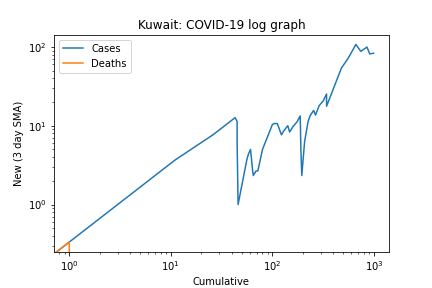 Kuwait: COVID-19 log graph
Cases
Deaths
New (3 day SMA)
10²
10¹
10⁰
10⁰ 10¹ 10² 10³
Cumulative